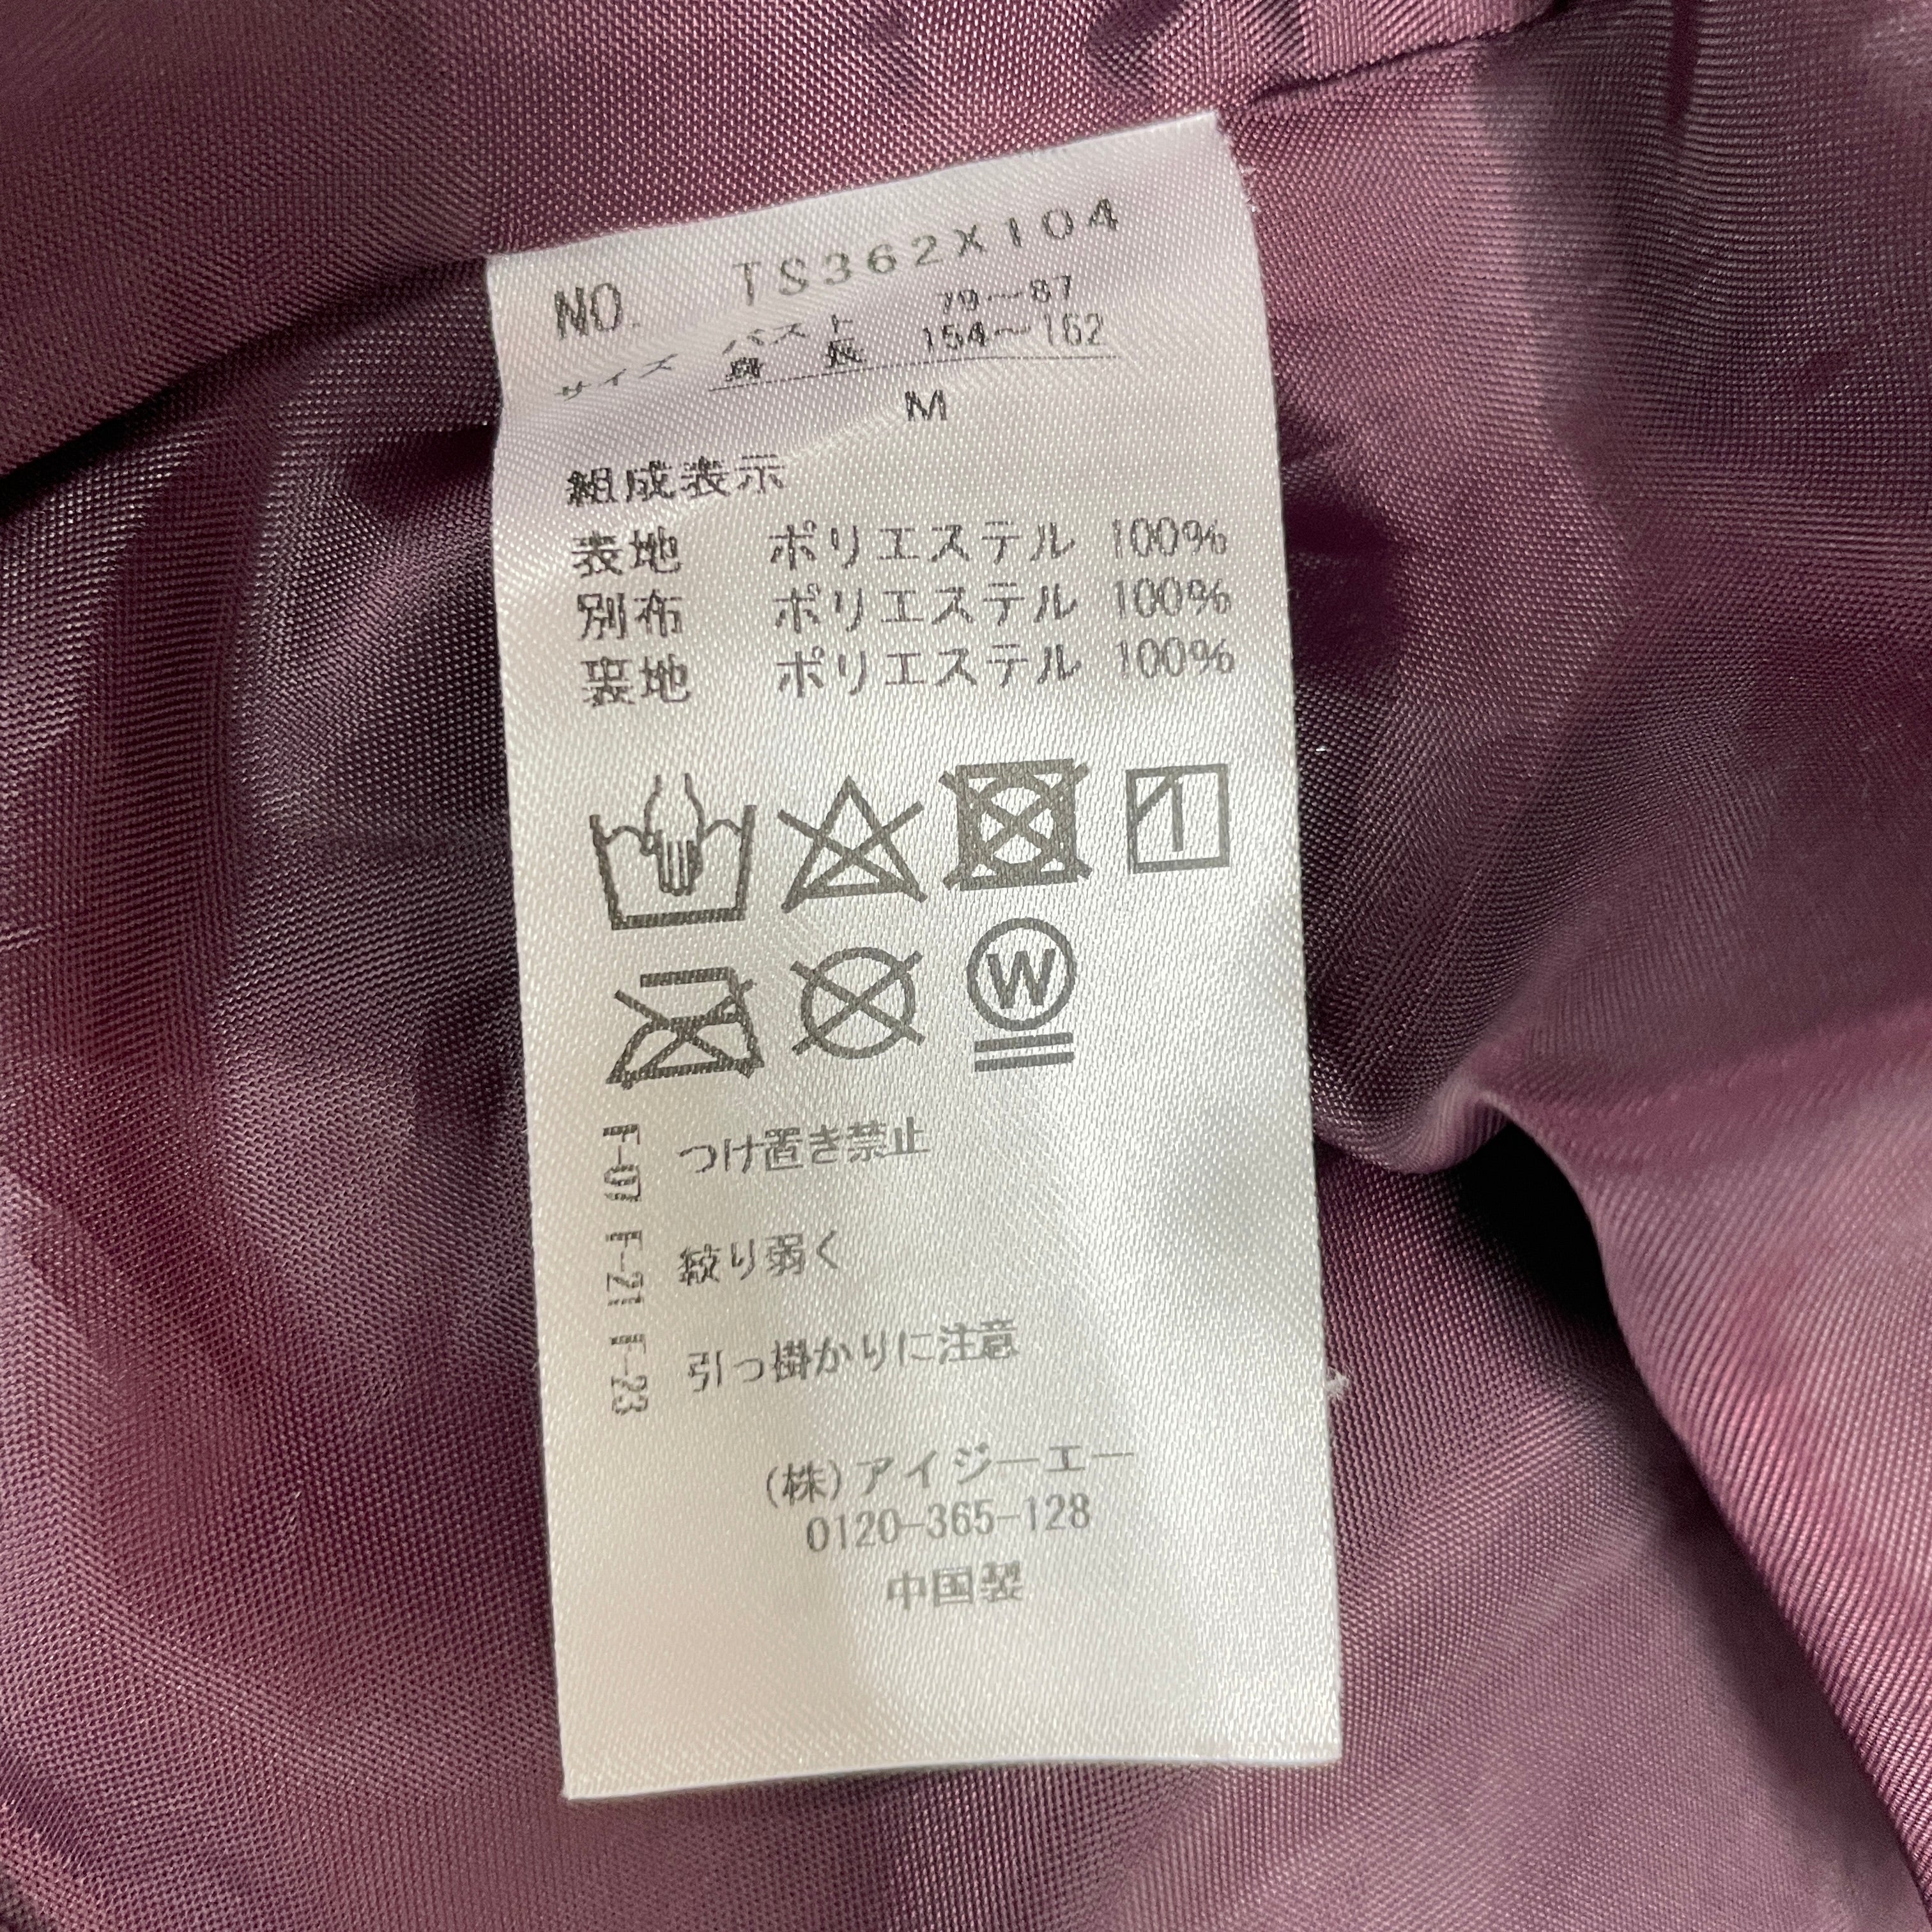 NO. TS362X104
サイズ バスト 79～87
身長 154～162
M
組成表示
表地 ポリエステル 100%
別布 ポリエステル 100%
裏地 ポリエステル 100%
W
F-07 つけ置き禁止
F-21 絞り弱く
F-23 引っ掛かりに注意
(株)アイジーエー
0120-365-128
中国製